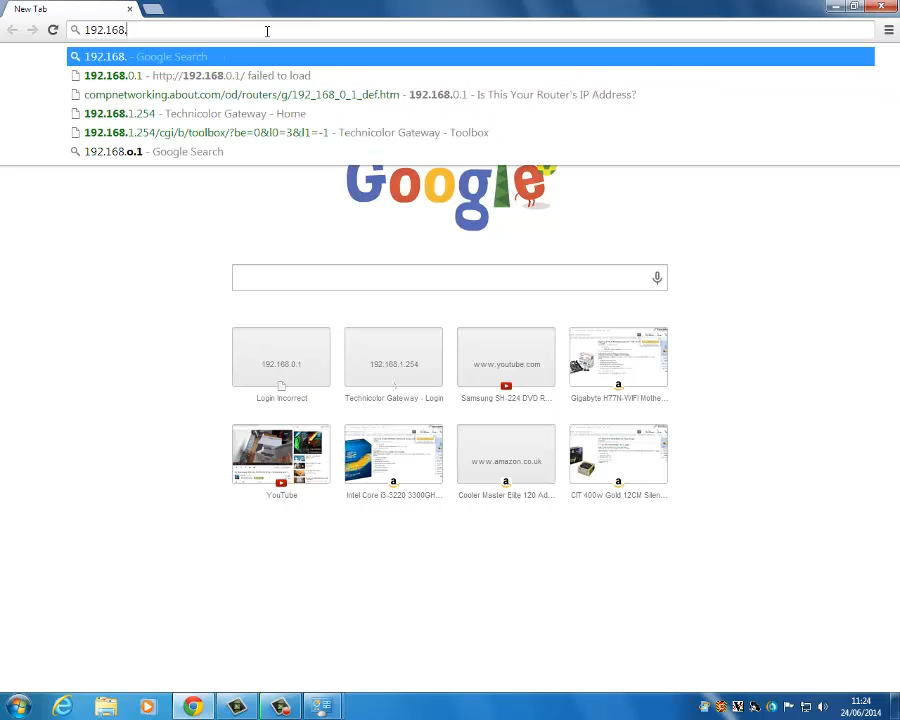 New Tab
192.168.
192.168. - Google Search
192.168.0.1 - http://192.168.0.1/ failed to load
compnetworking.about.com/od/routers/g/192_168_0_1_def.htm - 192.168.0.1 - Is This Your Router's IP Address?
192.168.1.254 - Technicolor Gateway - Home
192.168.1.254/cgi/b/toolbox/?be=0&l0=3&l1=-1 - Technicolor Gateway - Toolbox
192.168.o.1 - Google Search
Google
192.168.0.1 192.168.1.254 www.youtube.com
Login Incorrect Technicolor Gateway - Login Samsung SH-224 DVD R... Gigabyte H77N-WIFI Mothe...
www.amazon.co.uk
YouTube Intel Core i3-3220 3300GH... Cooler Master Elite 120 Ad... CIT 400w Gold 12CM Silen...
11:24
24/06/2014